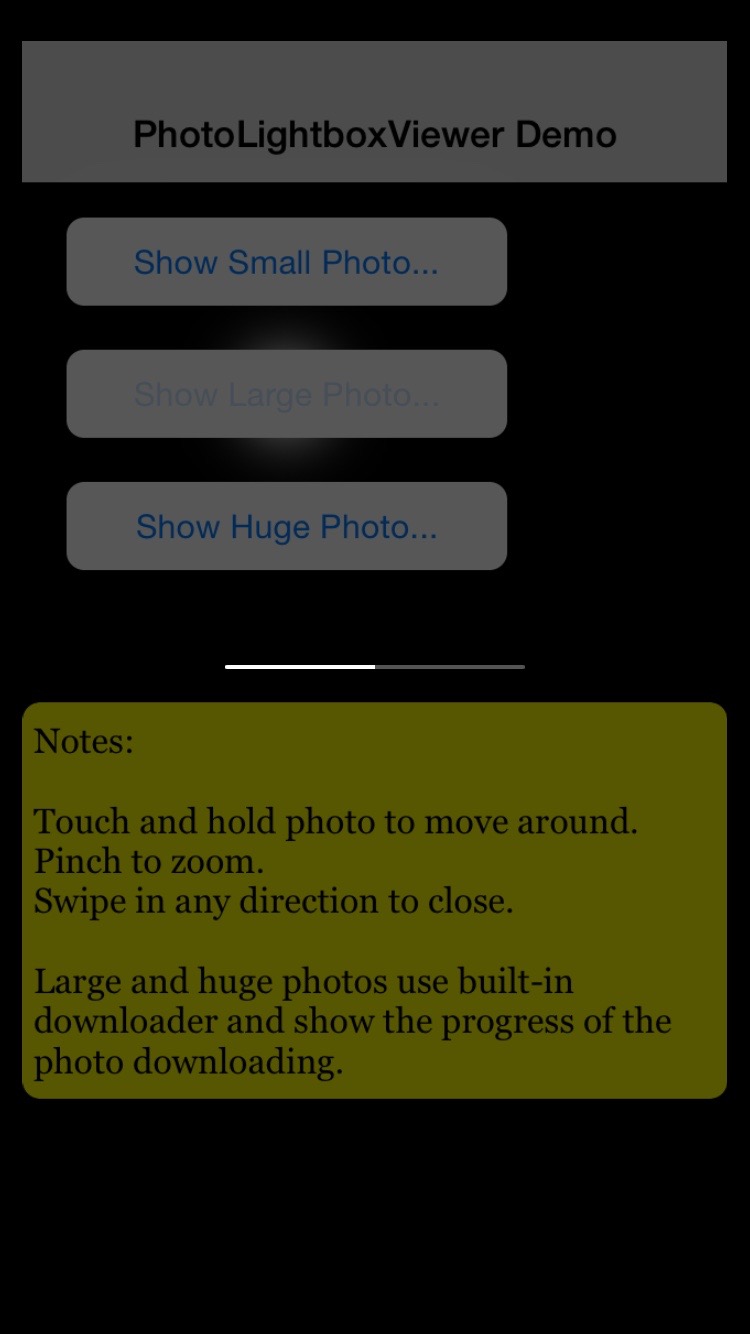 PhotoLightboxViewer Demo
Show Small Photo...
Show Large Photo...
Show Huge Photo...
Notes:
Touch and hold photo to move around.
Pinch to zoom.
Swipe in any direction to close.
Large and huge photos use built-in
downloader and show the progress of the
photo downloading.